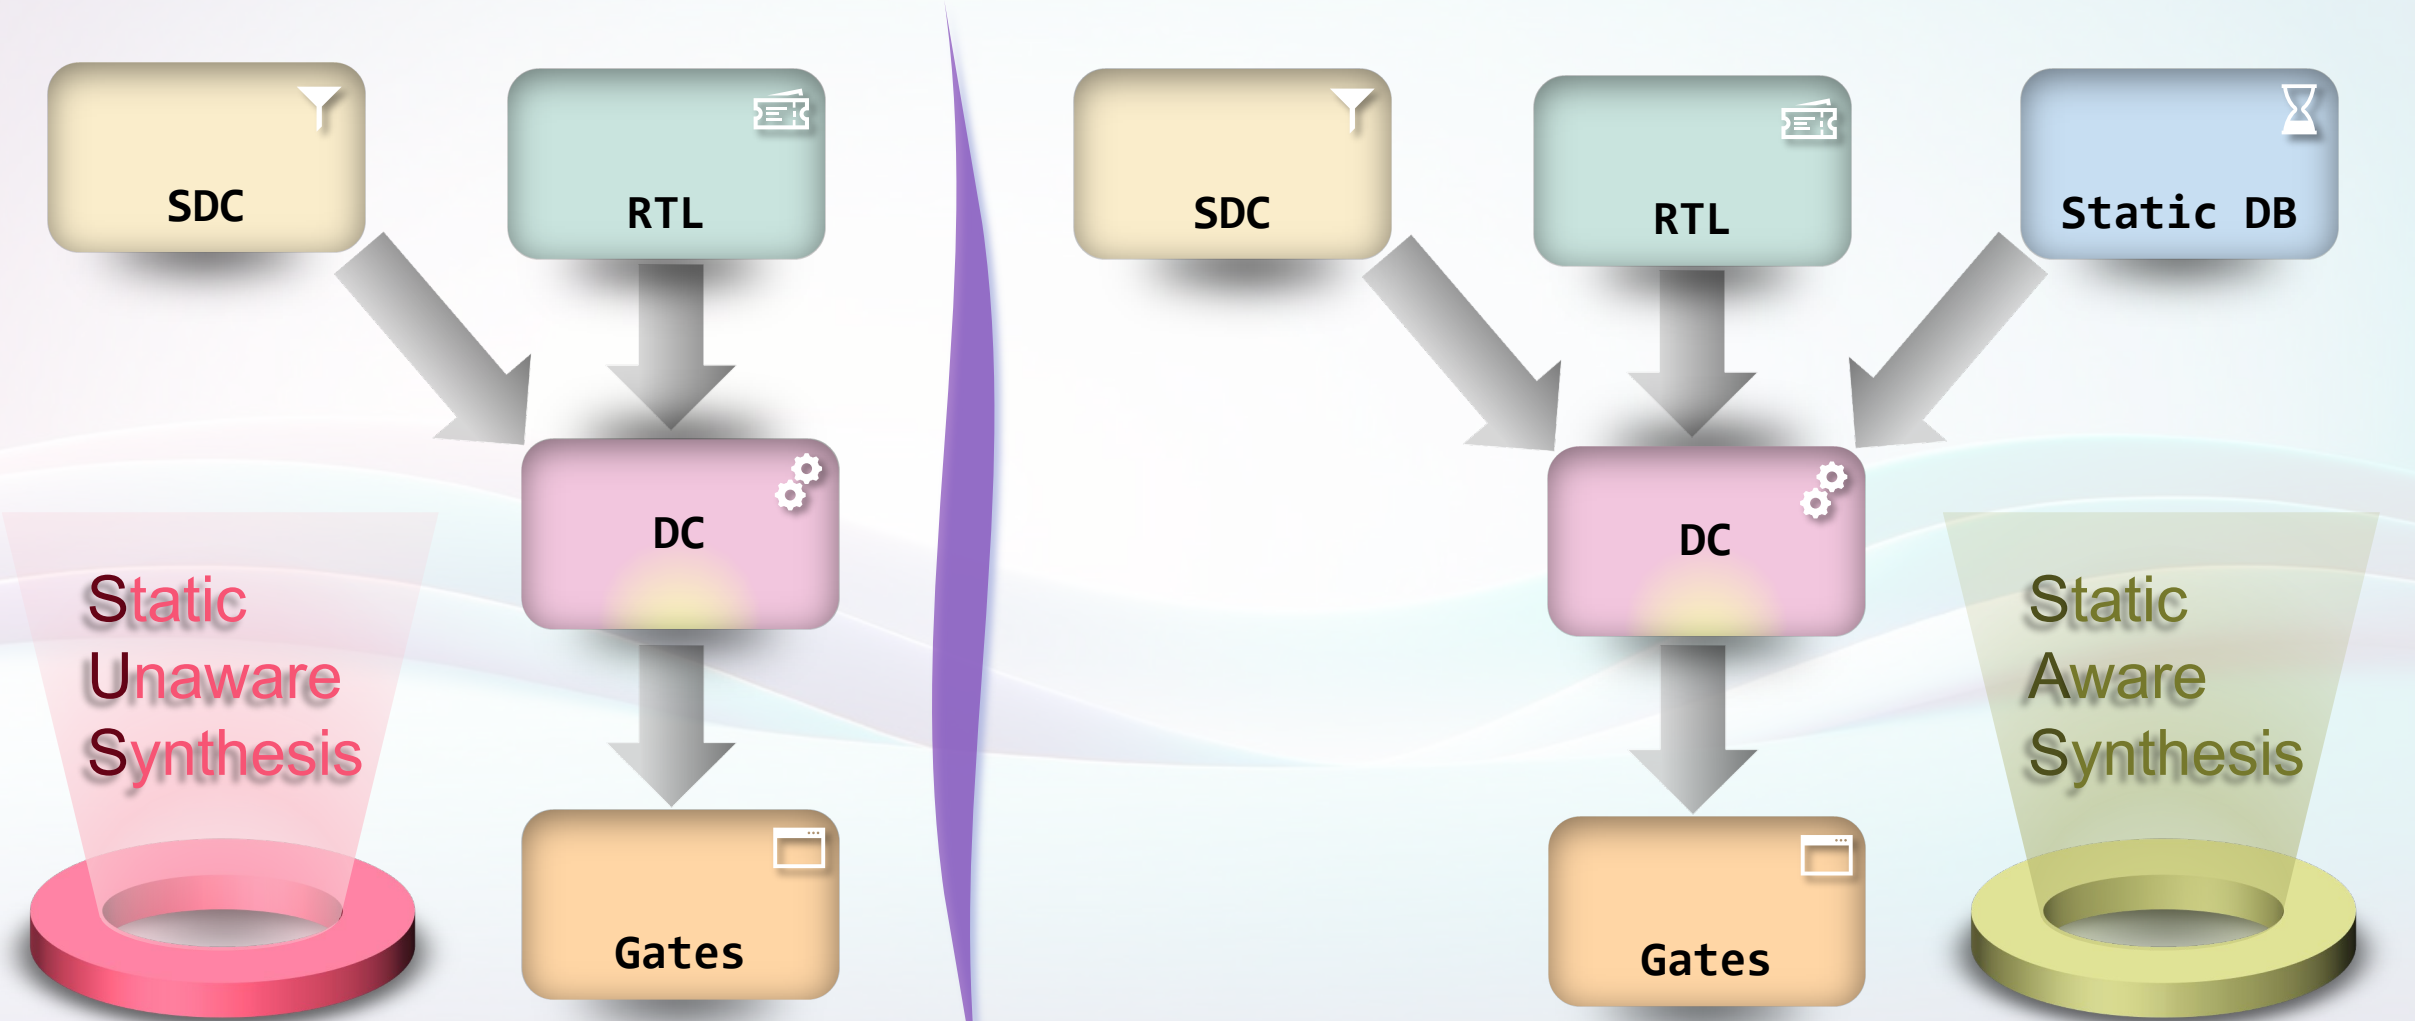 SDC
RTL
DC
Gates
Static
Unaware
Synthesis
SDC
RTL
Static DB
DC
Gates
Static
Aware
Synthesis